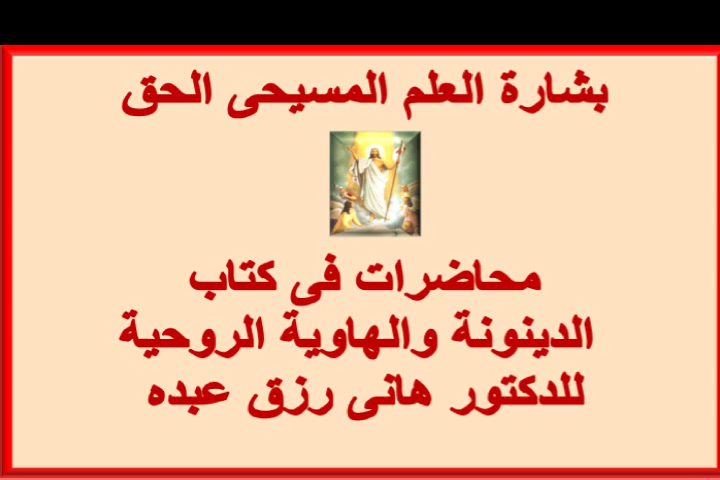 بشارة العلم المسيحى الحق
محاضرات فى كتاب
الدينونة والهاوية الروحية
للدكتور هانى رزق عبده